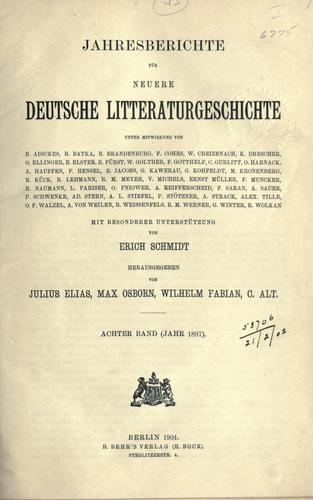 I
6775
JAHRESBERICHTE
FÜR
NEUERE
DEUTSCHE LITTERATURGESCHICHTE
UNTER MITWIRKUNG VON
E. ADICKES, R. BATKA, E. BRANDENBURG, F. COHRS, W. CREIZENACH, K. DRESCHER,
G. ELLINGER, E. ELSTER, R. FÜRST, W. GOLTHER, F. GOTTHELF, C. GURLITT, O. HARNACK,
A. HAUFFEN, P. HENSEL, E. JACOBS, G. KAWERAU, G. KOHFELDT, M. KRONENBERG,
E. KÜCK, R. LEHMANN, R. M. MEYER, V. MICHELS, ERNST MÜLLER, F. MUNCKER,
E. NAUMANN, L. PARISER, O. PNIOWER, A. REIFFERSCHEID, F. SARAN, A. SAUER,
P. SCHWENKE, AD. STERN, A. L. STIEFEL, P. STÖTZNER, A. STRACK, ALEX. TILLE,
O. F. WALZEL, A. VON WEILEN, R. WEISSENFELS, R. M. WERNER, G. WINTER, R. WOLKAN
MIT BESONDERER UNTERSTÜTZUNG
VON
ERICH SCHMIDT
HERAUSGEGEBEN
VON
JULIUS ELIAS, MAX OSBORN, WILHELM FABIAN, C. ALT.
ACHTER BAND (JAHR 1897).
53706
21/2/02
BERLIN 1901.
B. BEHR'S VERLAG (E. BOCK).
STEGLITZERSTR. 4.